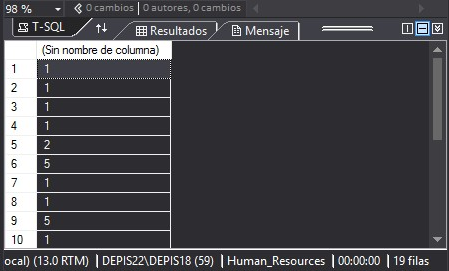 98 % 0 cambios | 0 autores, 0 cambios
T-SQL Resultados Mensaje
(Sin nombre de columna)
1 1
2 1
3 1
4 1
5 2
6 5
7 1
8 1
9 5
10 1
ocal) (13.0 RTM) DEPIS22\DEPIS18 (59) Human_Resources 00:00:00 19 filas